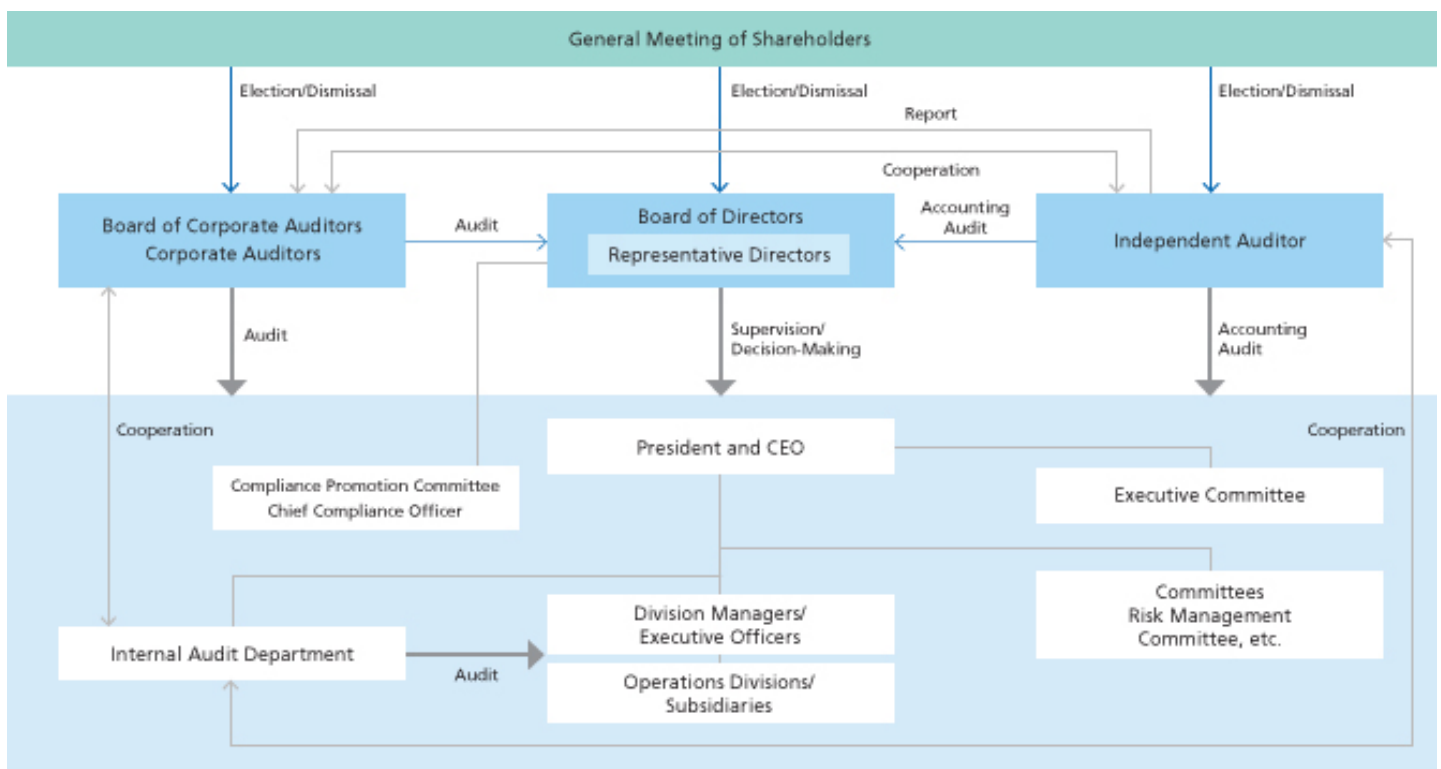 General Meeting of Shareholders
Election/Dismissal
Election/Dismissal
Election/Dismissal
Report
Cooperation
Board of Corporate Auditors
Corporate Auditors
Audit
Board of Directors
Representative Directors
Accounting
Audit
Independent Auditor
Audit
Supervision/
Decision-Making
Accounting
Audit
Cooperation
Cooperation
President and CEO
Compliance Promotion Committee
Chief Compliance Officer
Executive Committee
Committees
Risk Management
Committee, etc.
Division Managers/
Executive Officers
Internal Audit Department
Audit
Operations Divisions/
Subsidiaries